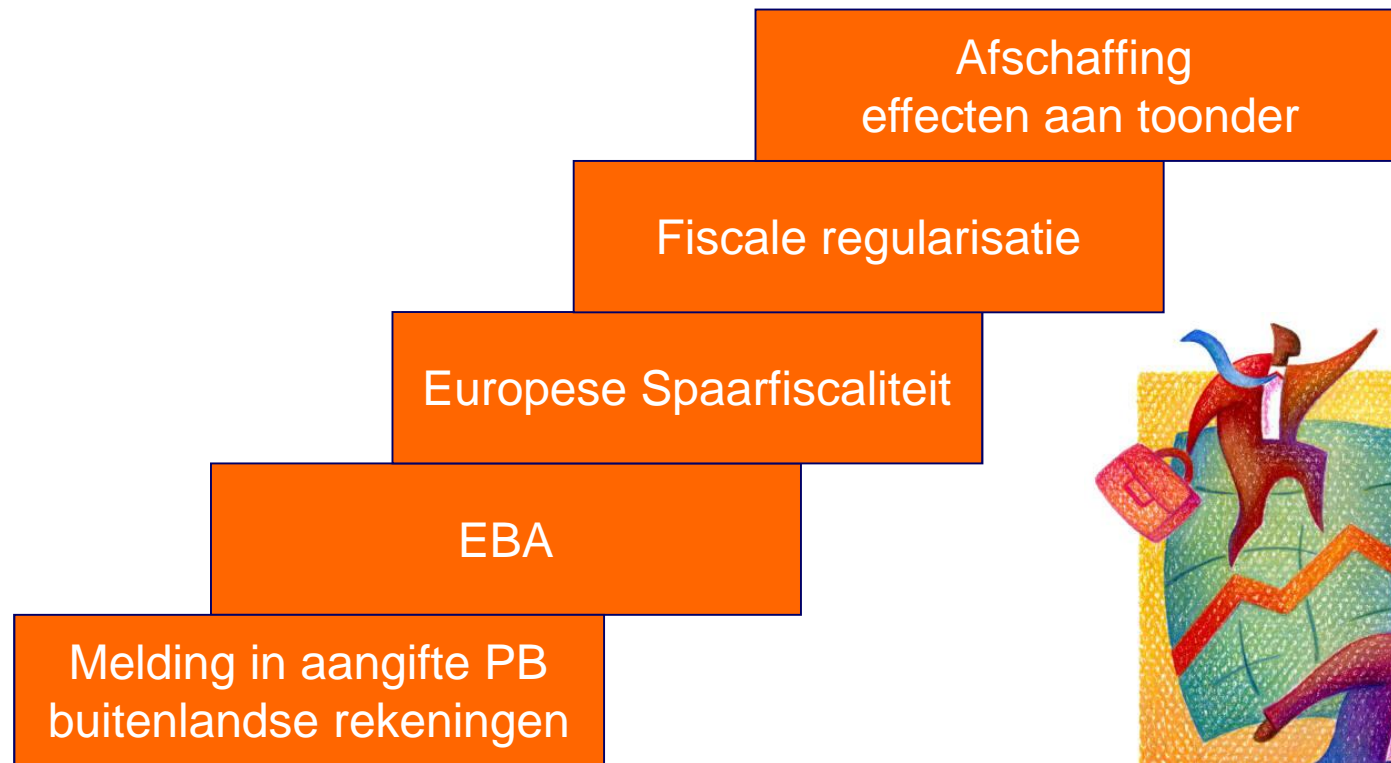 Afschaffing
effecten aan toonder
Fiscale regularisatie
Europese Spaarfiscaliteit
EBA
Melding in aangifte PB
buitenlandse rekeningen